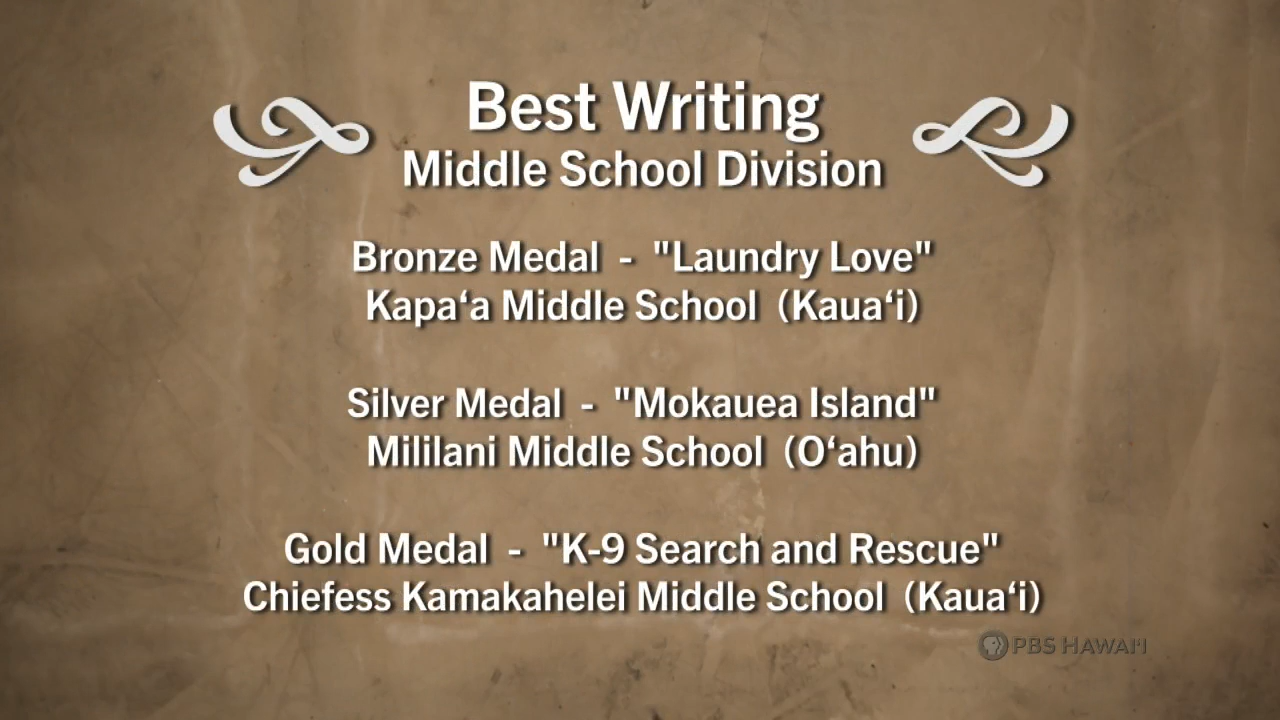 Best Writing
Middle School Division
Bronze Medal - "Laundry Love"
Kapa‘a Middle School (Kaua‘i)
Silver Medal - "Mokauea Island"
Mililani Middle School (O‘ahu)
Gold Medal - "K-9 Search and Rescue"
Chiefess Kamakahelei Middle School (Kaua‘i)
PBS HAWAI‘I